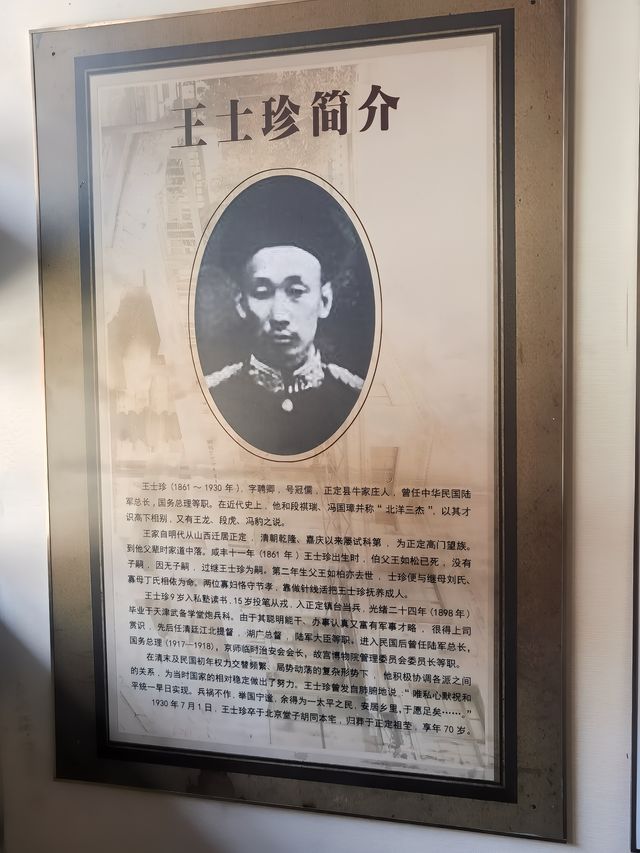 王士珍简介
王士珍（1861～1930年），字聘卿，号冠儒，正定县牛家庄人，曾任中华民国陆
军总长，国务总理等职。在近代史上，他和段祺瑞、冯国璋并称“北洋三杰”，以其才
识高下相别，又有王龙、段虎、冯豹之说。
王家自明代从山西迁居正定，清朝乾隆、嘉庆以来屡试科第，为正定高门望族。
到他父辈时家道中落。咸丰十一年（1861年）王士珍出生时，伯父王如松已死，没有
子嗣，因无子嗣，过继王士珍为嗣。第二年生父王如柏亦去世，士珍便与继母刘氏、
寡母丁氏相依为命。两位寡妇恪守节孝，靠做针线活把王士珍抚养成人。
王士珍9岁入私塾读书，15岁投笔从戎，入正定镇台当兵，光绪二十四年（1898年）
毕业于天津武备学堂炮兵科。由于其聪明能干、办事认真又富有军事才略，很得上司
赏识，先后任清廷江北提督，湖广总督，陆军大臣等职。进入民国后曾任陆军总长，
国务总理（1917—1918），京师临时治安会会长，故宫博物院管理委员会委员长等职。
在清末及民国初年权力交替频繁、局势动荡的复杂形势下，他积极协调各派之间
的关系，为当时国家的相对稳定做出了努力。王士珍曾发自肺腑地说：“唯私心默祝和
平统一早日实现。兵祸不作，举国宁谧，余得为一太平之民，安居乡里，于愿足矣……。”
1930年7月1日，王士珍卒于北京堂子胡同本宅，归葬于正定祖茔，享年70岁。